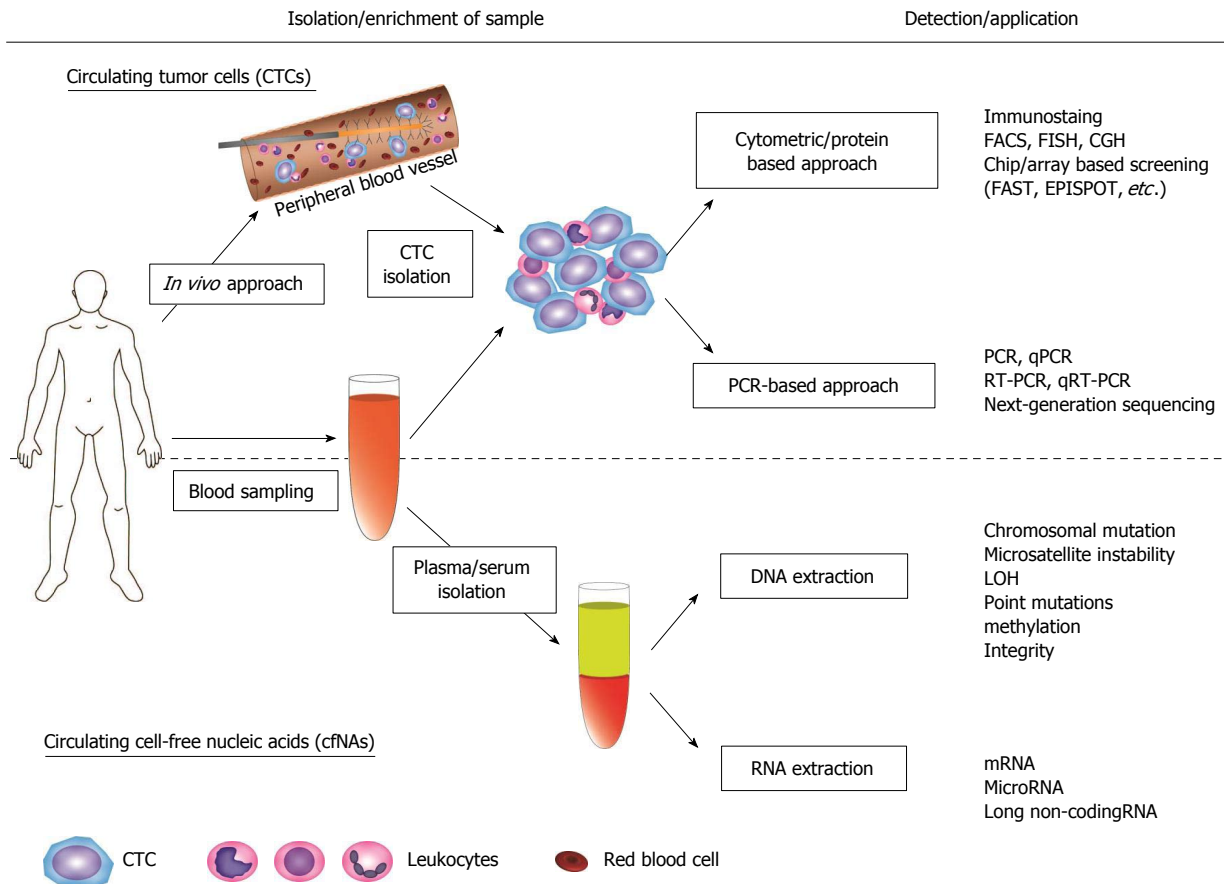 Isolation/enrichment of sample
Detection/application
Circulating tumor cells (CTCs)
Peripheral blood vessel
In vivo approach
CTC
isolation
Cytometric/protein
based approach
Immunostaing
FACS, FISH, CGH
Chip/array based screening
(FAST, EPISPOT, etc.)
PCR-based approach
PCR, qPCR
RT-PCR, qRT-PCR
Next-generation sequencing
Blood sampling
Plasma/serum
isolation
DNA extraction
Chromosomal mutation
Microsatellite instability
LOH
Point mutations
methylation
Integrity
Circulating cell-free nucleic acids (cfNAs)
RNA extraction
mRNA
MicroRNA
Long non-codingRNA
CTC
Leukocytes
Red blood cell